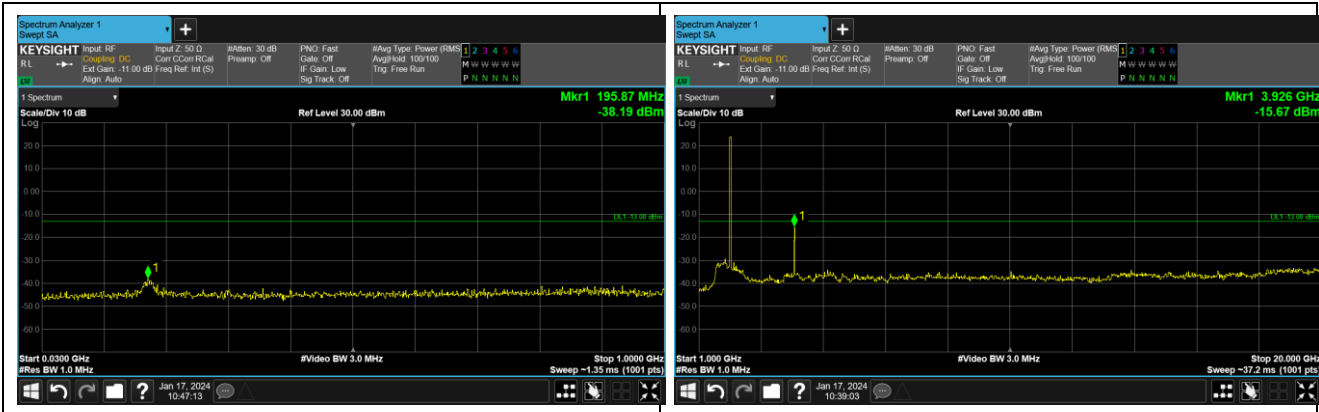 Spectrum Analyzer 1
Swept SA
+
KEYSIGHT
RL
LXI
Input: RF
Coupling: DC
Ext Gain: -11.00 dB
Align: Auto
Input Z: 50 Ω
Corr CCorr RCal
Freq Ref: Int (S)
#Atten: 30 dB
Preamp: Off
PNO: Fast
Gate: Off
IF Gain: Low
Sig Track: Off
#Avg Type: Power (RMS
Avg|Hold: 100/100
Trig: Free Run
1 2 3 4 5 6
M W W W W W
P N N N N N
1 Spectrum
Mkr1 195.87 MHz
Scale/Div 10 dB
Ref Level 30.00 dBm
-38.19 dBm
Log
20.0
10.0
0.00
-10.0
DL1 -13.00 dBm
-20.0
-30.0
1
-40.0
-50.0
-60.0
Start 0.0300 GHz
#Video BW 3.0 MHz
Stop 1.0000 GHz
#Res BW 1.0 MHz
Sweep ~1.35 ms (1001 pts)
?
Jan 17, 2024
10:47:13
Spectrum Analyzer 1
Swept SA
+
KEYSIGHT
RL
LXI
Input: RF
Coupling: DC
Ext Gain: -11.00 dB
Align: Auto
Input Z: 50 Ω
Corr CCorr RCal
Freq Ref: Int (S)
#Atten: 30 dB
Preamp: Off
PNO: Fast
Gate: Off
IF Gain: Low
Sig Track: Off
#Avg Type: Power (RMS
Avg|Hold: 100/100
Trig: Free Run
1 2 3 4 5 6
M W W W W W
P N N N N N
1 Spectrum
Mkr1 3.926 GHz
Scale/Div 10 dB
Ref Level 30.00 dBm
-15.67 dBm
Log
20.0
10.0
0.00
-10.0
1
DL1 -13.00 dBm
-20.0
-30.0
-40.0
-50.0
-60.0
Start 1.000 GHz
#Video BW 3.0 MHz
Stop 20.000 GHz
#Res BW 1.0 MHz
Sweep ~37.2 ms (1001 pts)
?
Jan 17, 2024
10:39:03